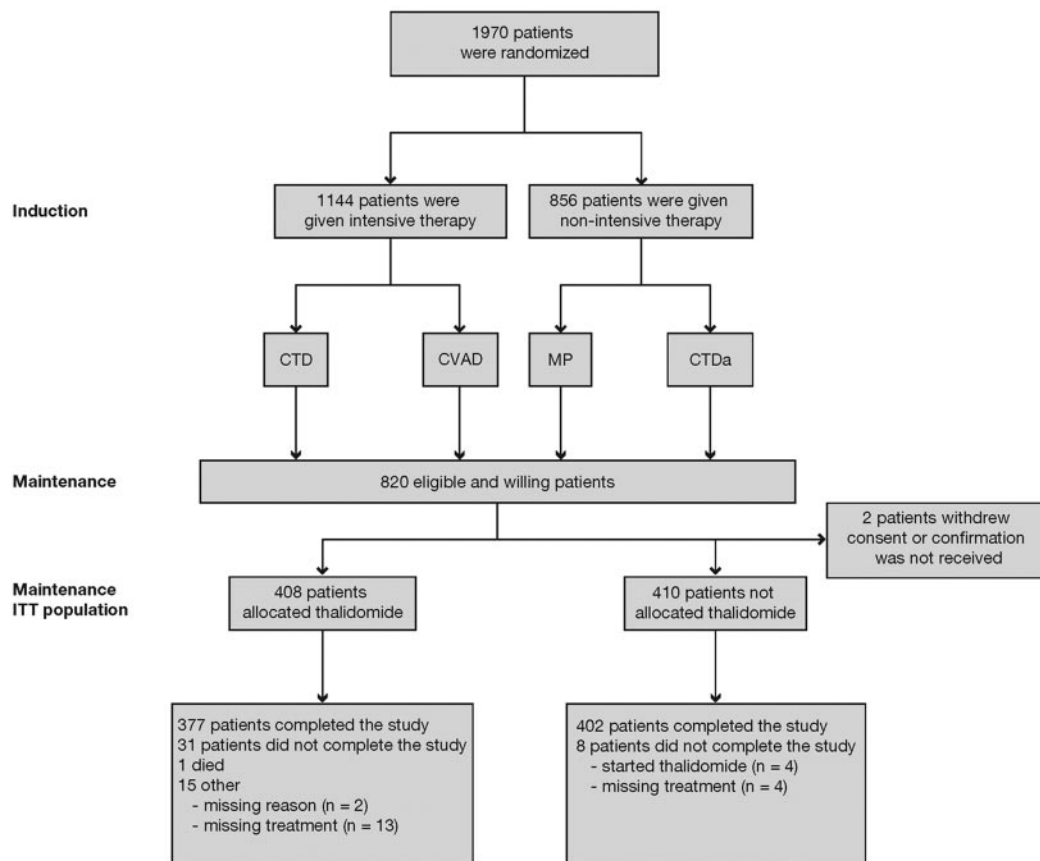 1970 patients
were randomized
Induction
1144 patients were
given intensive therapy
856 patients were given
non-intensive therapy
CTD
CVAD
MP
CTDa
Maintenance
820 eligible and willing patients
2 patients withdrew
consent or confirmation
was not received
Maintenance
ITT population
408 patients
allocated thalidomide
410 patients not
allocated thalidomide
377 patients completed the study
31 patients did not complete the study
1 died
15 other
- missing reason (n = 2)
- missing treatment (n = 13)
402 patients completed the study
8 patients did not complete the study
- started thalidomide (n = 4)
- missing treatment (n = 4)